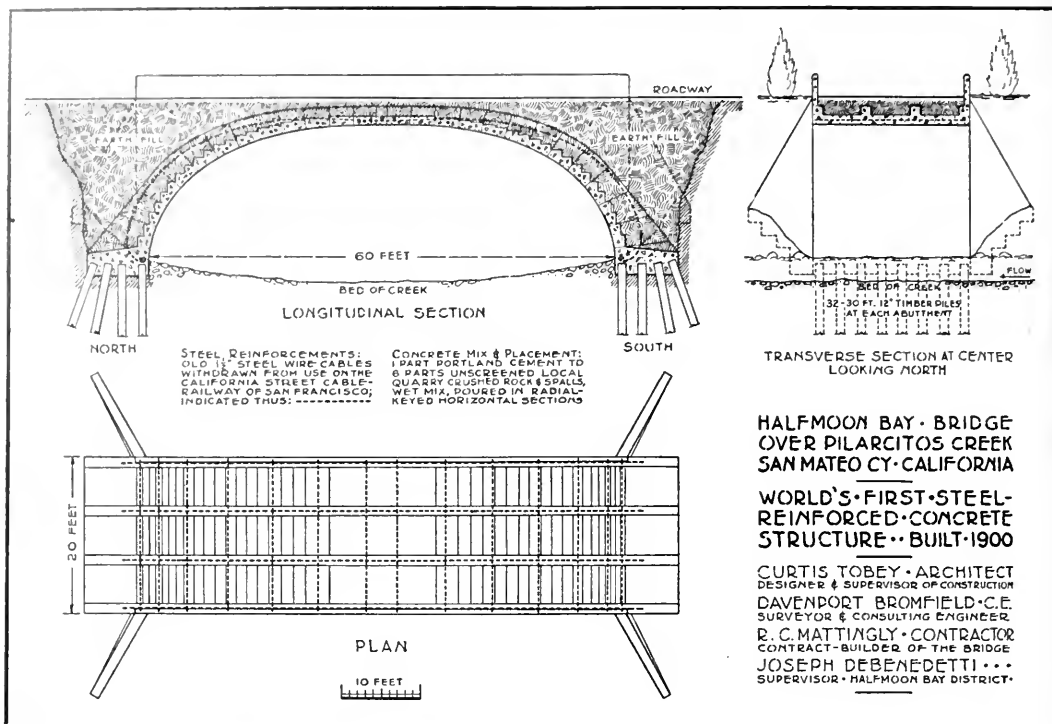 ROADWAY
EARTH FILL
EARTH FILL
60 FEET
BED OF CREEK
LONGITUDINAL SECTION
NORTH
SOUTH
STEEL REINFORCEMENTS:
OLD 1¼" STEEL WIRE CABLES
WITHDRAWN FROM USE ON THE
CALIFORNIA STREET CABLE-
RAILWAY OF SAN FRANCISCO;
INDICATED THUS: ----------
CONCRETE MIX & PLACEMENT:
1 PART PORTLAND CEMENT TO
6 PARTS UNSCREENED LOCAL
QUARRY CRUSHED ROCK & SPALLS,
WET MIX, POURED IN RADIAL-
KEYED HORIZONTAL SECTIONS
FLOW
BED OF CREEK
32-30 FT. 12" TIMBER PILES
AT EACH ABUTTMENT
TRANSVERSE SECTION AT CENTER
LOOKING NORTH
20 FEET
PLAN
10 FEET
HALFMOON BAY · BRIDGE
OVER PILARCITOS CREEK
SAN MATEO CY · CALIFORNIA
WORLD'S · FIRST · STEEL-
REINFORCED · CONCRETE
STRUCTURE ·· BUILT · 1900
CURTIS TOBEY · ARCHITECT
DESIGNER & SUPERVISOR OF CONSTRUCTION
DAVENPORT BROMFIELD · C.E.
SURVEYOR & CONSULTING ENGINEER
R. C. MATTINGLY · CONTRACTOR
CONTRACT-BUILDER OF THE BRIDGE
JOSEPH DEBENEDETTI ···
SUPERVISOR · HALFMOON BAY DISTRICT ·